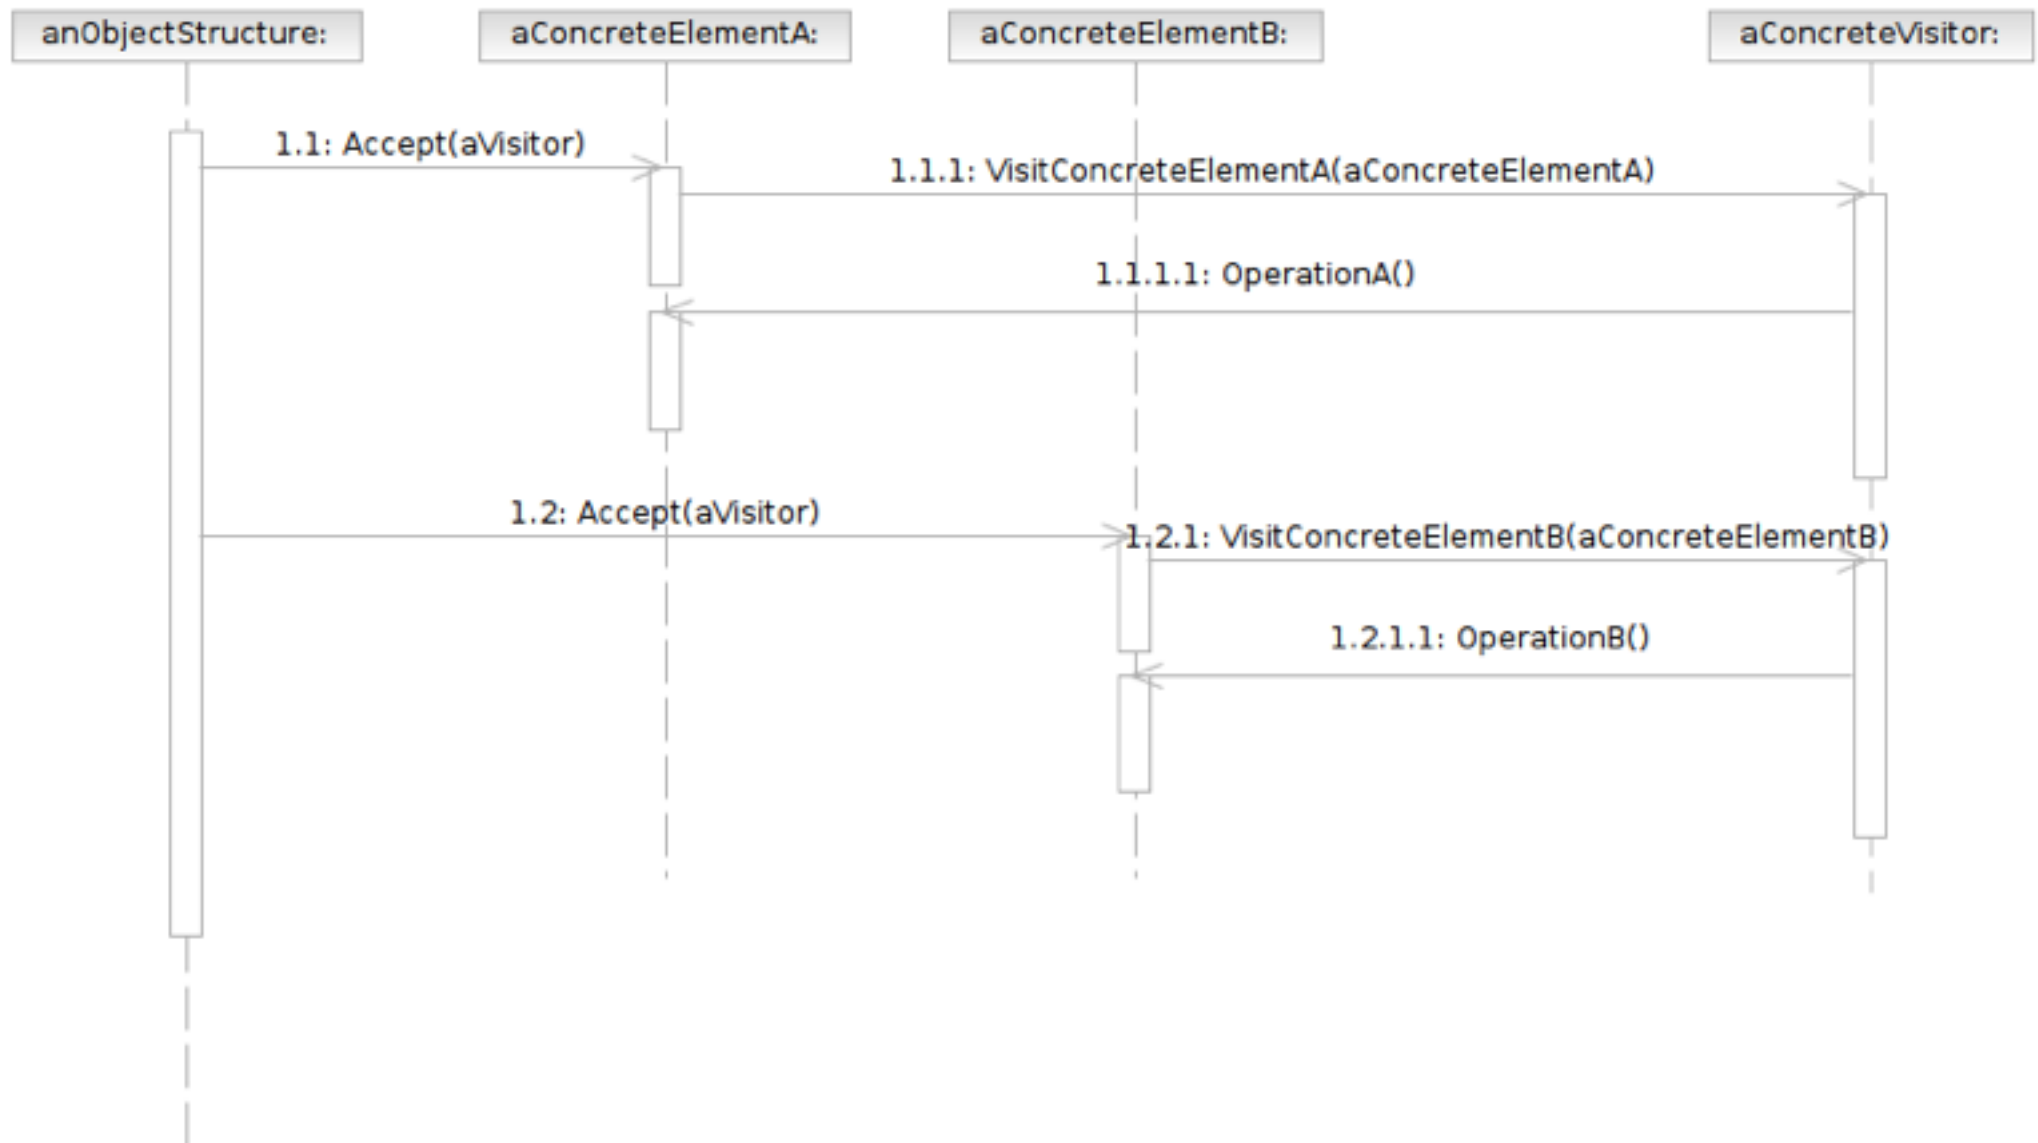 anObjectStructure:
aConcreteElementA:
aConcreteElementB:
aConcreteVisitor:
1.1: Accept(aVisitor)
1.1.1: VisitConcreteElementA(aConcreteElementA)
1.1.1.1: OperationA()
1.2: Accept(aVisitor)
1.2.1: VisitConcreteElementB(aConcreteElementB)
1.2.1.1: OperationB()